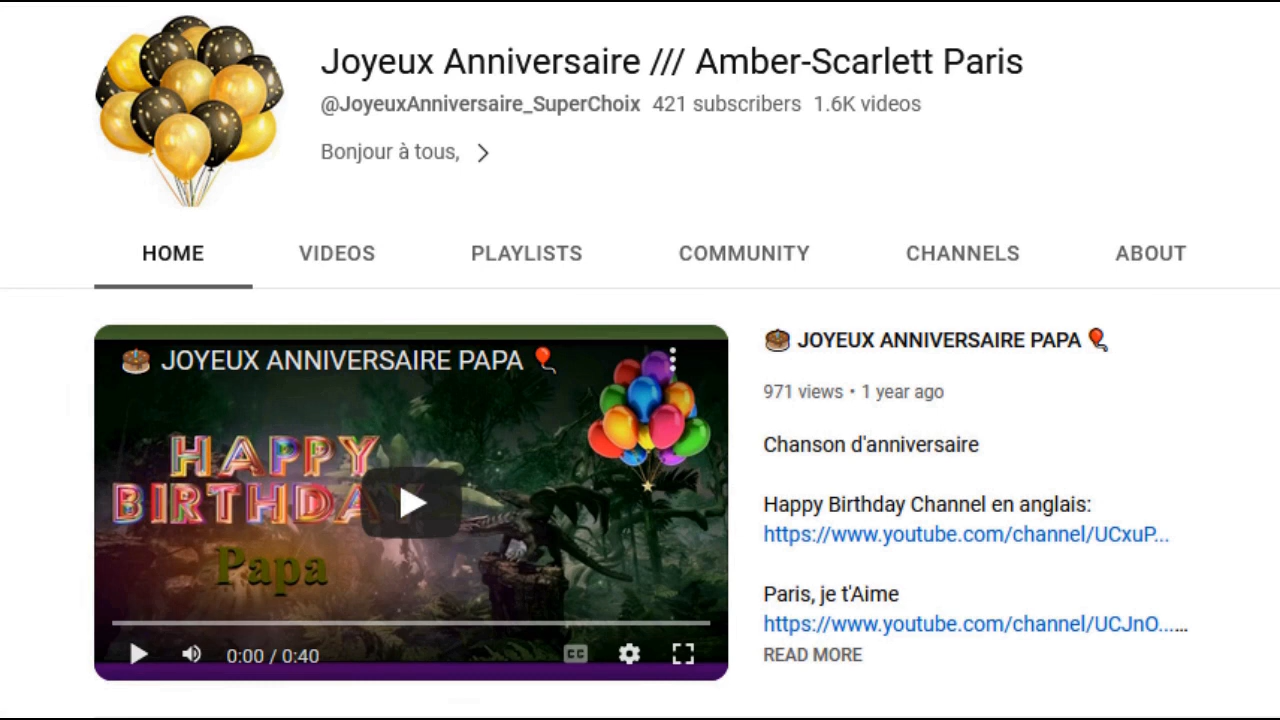 Joyeux Anniversaire /// Amber-Scarlett Paris
@JoyeuxAnniversaire_SuperChoix 421 subscribers 1.6K videos
Bonjour à tous,
HOME VIDEOS PLAYLISTS COMMUNITY CHANNELS ABOUT
JOYEUX ANNIVERSAIRE PAPA
HAPPY
BIRTHDAY
Papa
0:00 / 0:40
CC
JOYEUX ANNIVERSAIRE PAPA
971 views • 1 year ago
Chanson d'anniversaire
Happy Birthday Channel en anglais:
https://www.youtube.com/channel/UCxuP...
Paris, je t'Aime
https://www.youtube.com/channel/UCJnO......
READ MORE